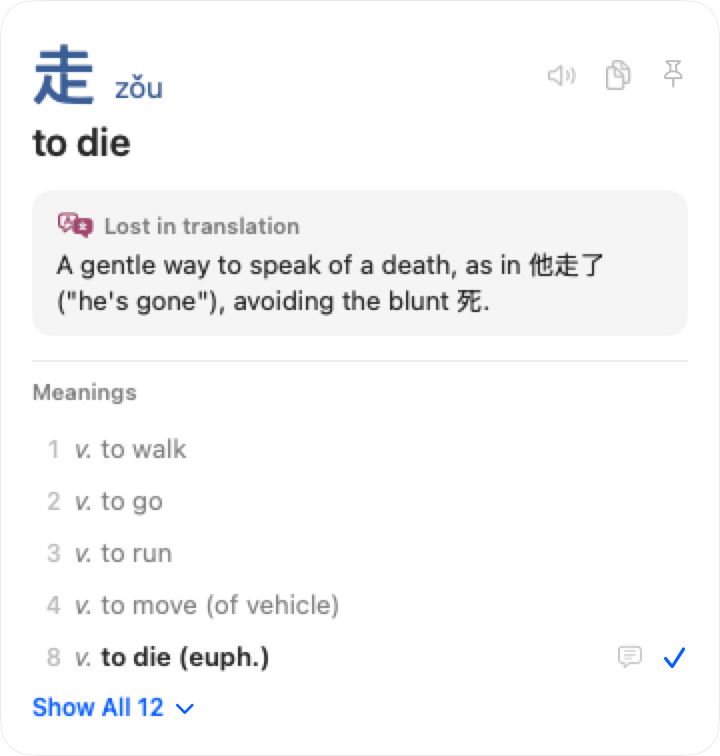 走 zǒu
to die
Lost in translation
A gentle way to speak of a death, as in 他走了
("he's gone"), avoiding the blunt 死.
Meanings
1 v. to walk
2 v. to go
3 v. to run
4 v. to move (of vehicle)
8 v. to die (euph.)
Show All 12